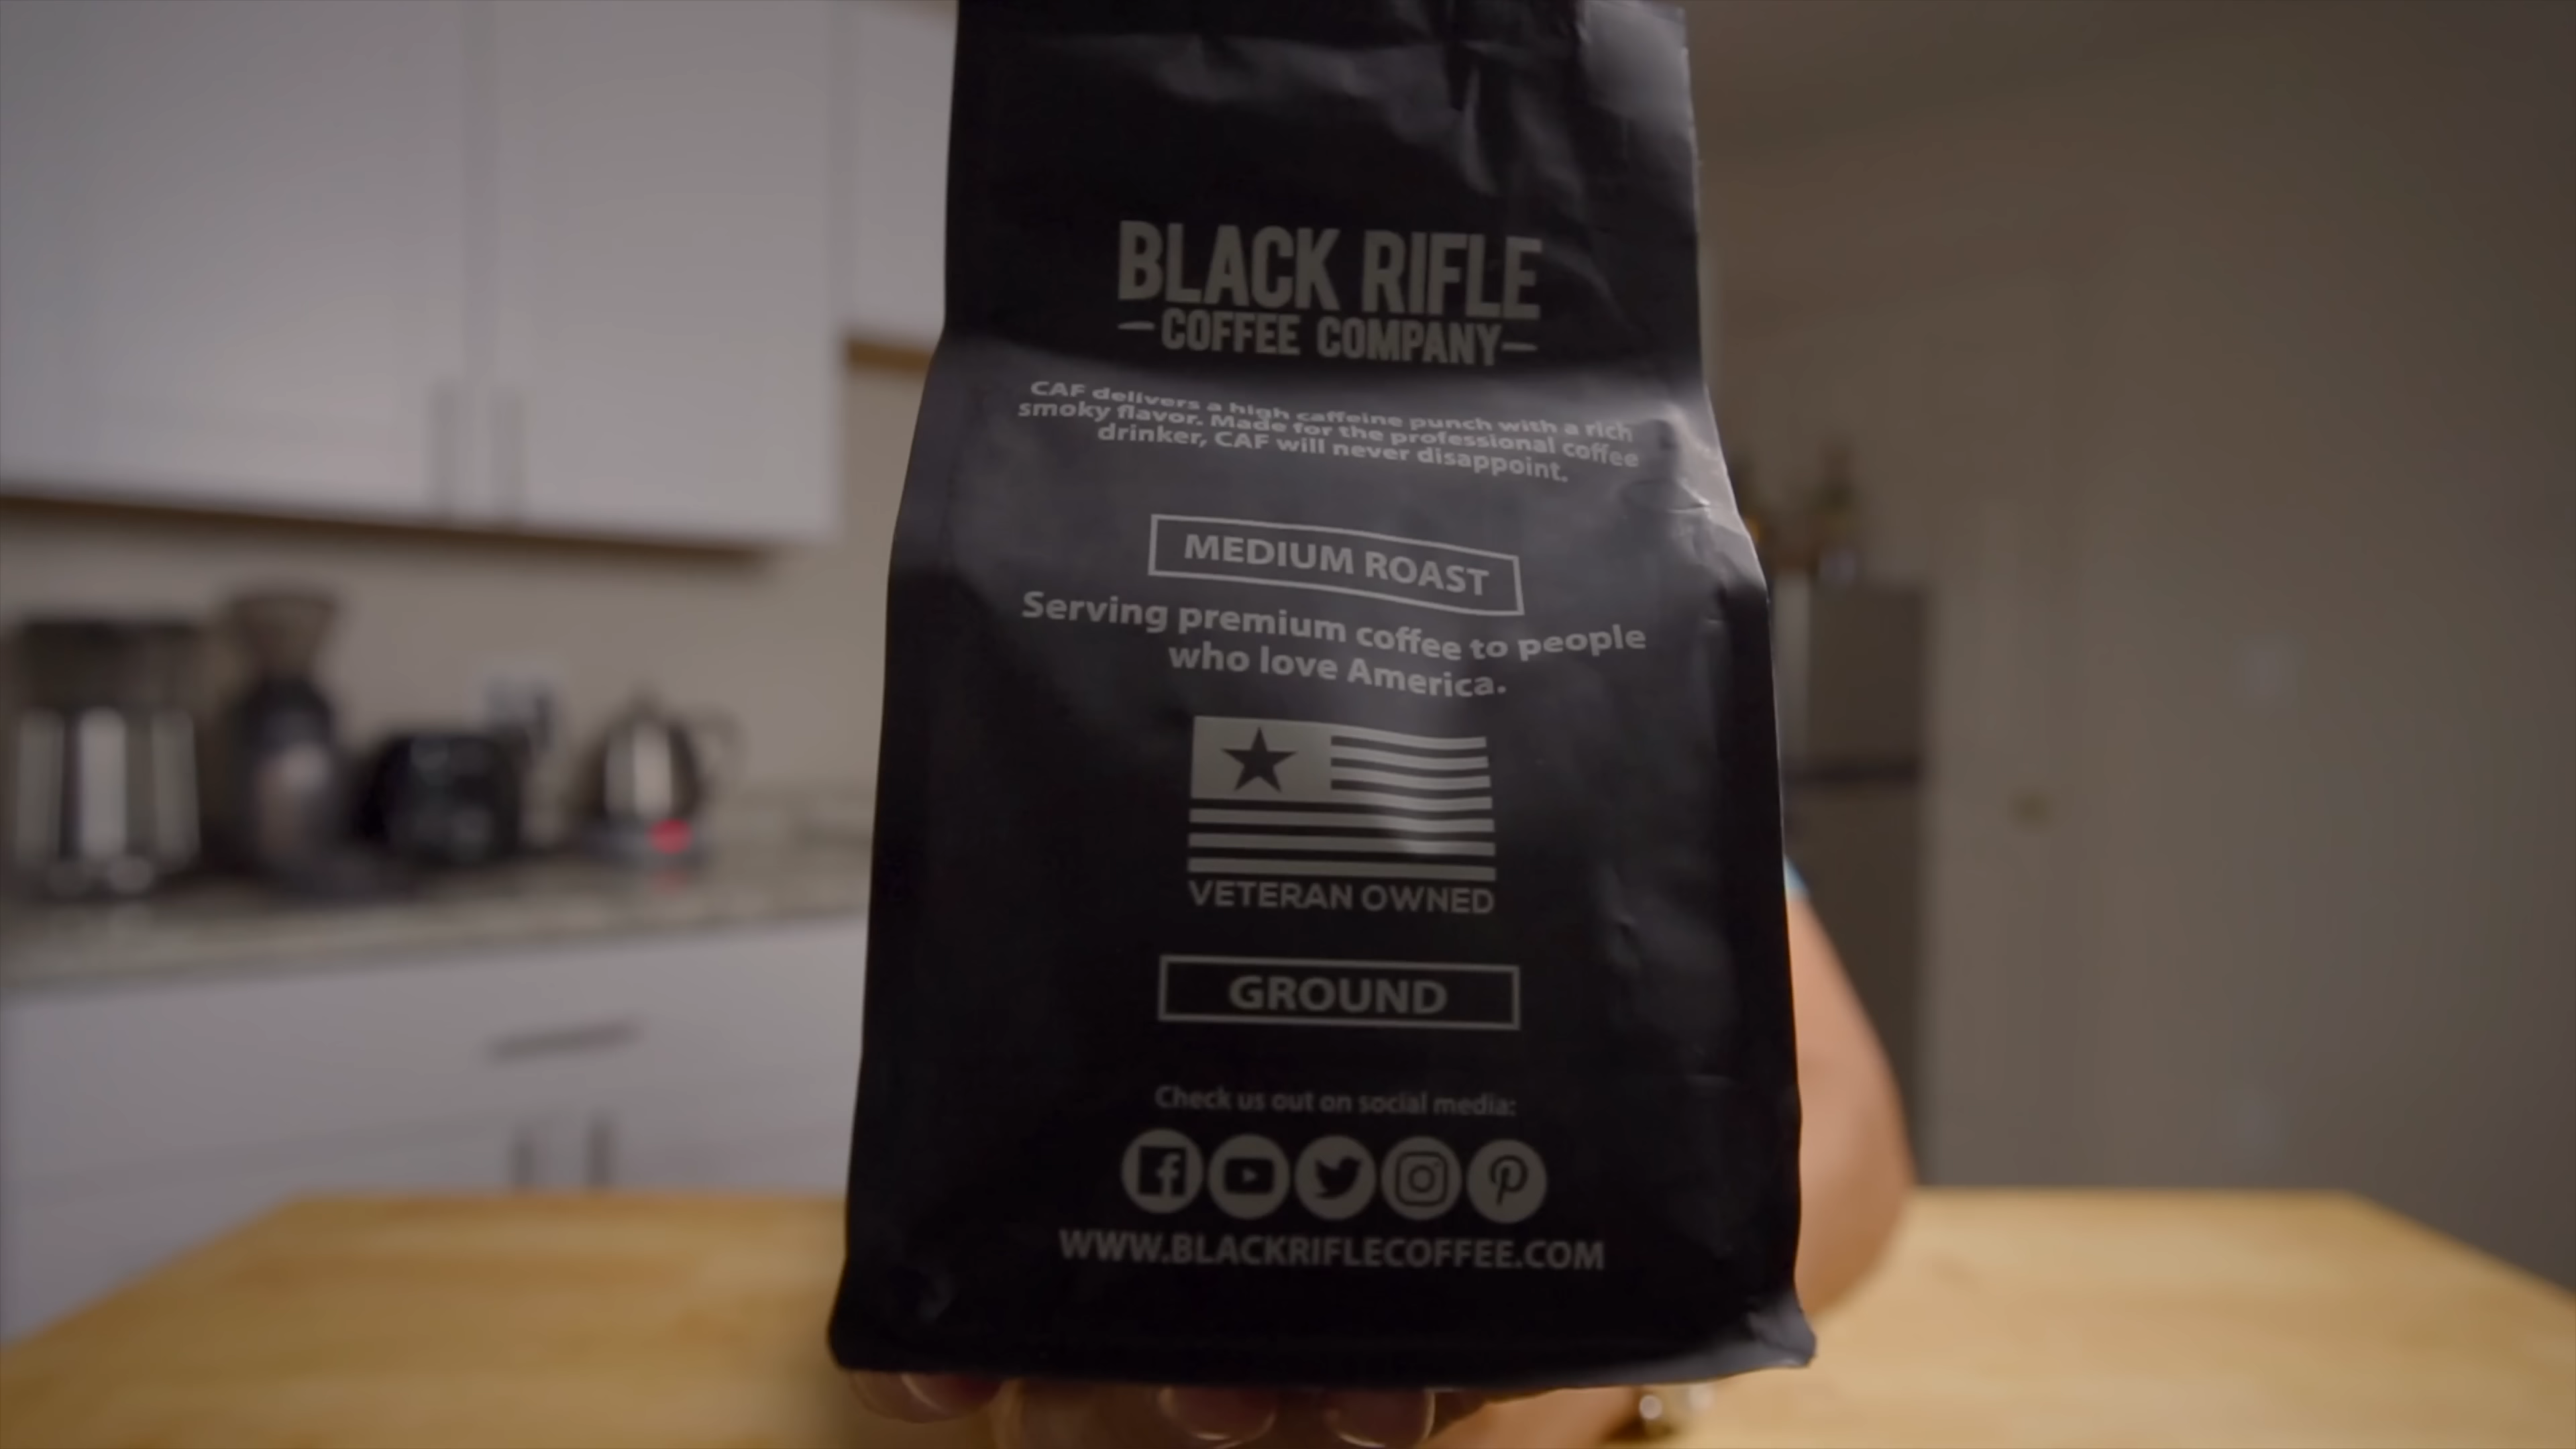 BLACK RIFLE
COFFEE COMPANY
CAF delivers a high caffeine punch with a rich
smoky flavor. Made for the professional coffee
drinker, CAF will never disappoint.
MEDIUM ROAST
Serving premium coffee to people
who love America.
VETERAN OWNED
GROUND
Check us out on social media:
WWW.BLACKRIFLECOFFEE.COM